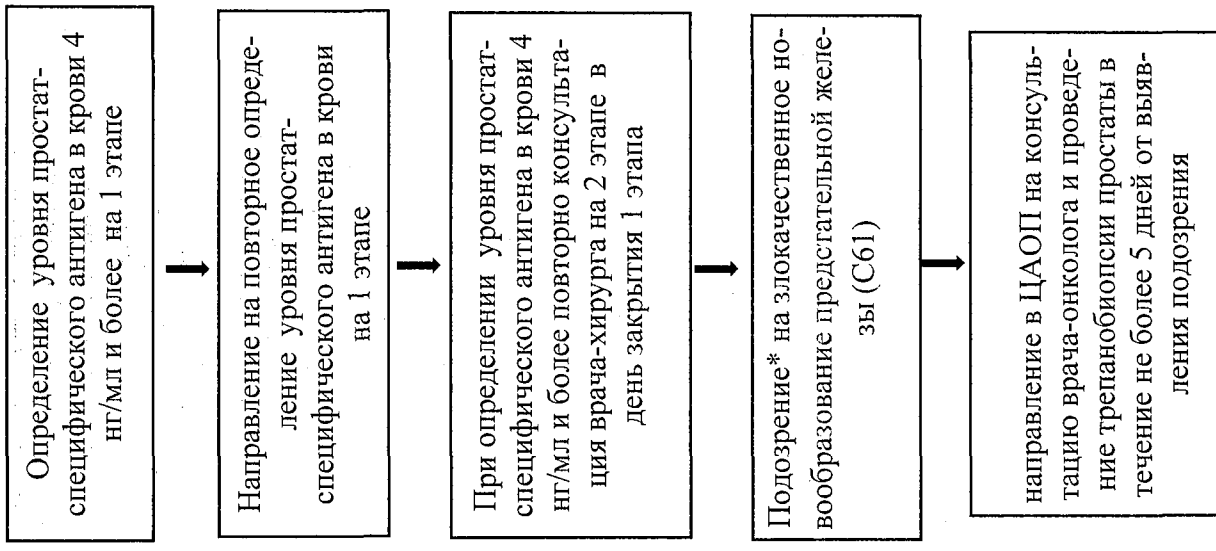 Определение уровня простат-
специфического антигена в крови 4
нг/мл и более на 1 этапе
Направление на повторное опреде-
ление уровня простат-
специфического антигена в крови
на 1 этапе
При определении уровня простат-
специфического антигена в крови 4
нг/мл и более повторно консульта-
ция врача-хирурга на 2 этапе в
день закрытия 1 этапа
Подозрение* на злокачественное но-
вообразование предстательной желе-
зы (С61)
направление в ЦАОП на консуль-
тацию врача-онколога и проведе-
ние трепанобиопсии простаты в
течение не более 5 дней от выяв-
ления подозрения